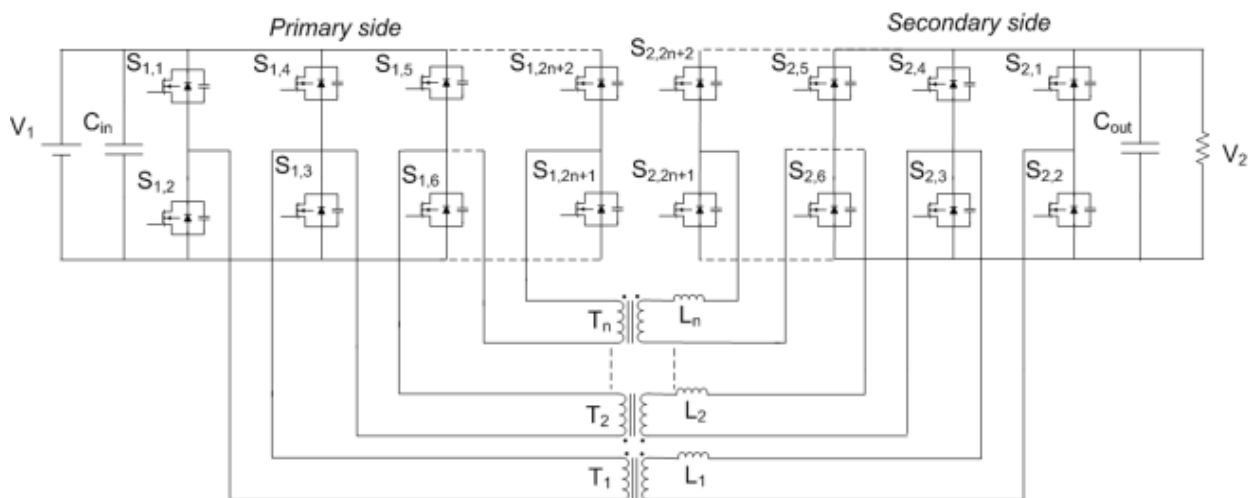 Primary side
Secondary side
S1,1 S1,4 S1,5 S1,2n+2 S2,2n+2 S2,5 S2,4 S2,1
V1 Cin Cout V2
S1,2 S1,3 S1,6 S1,2n+1 S2,2n+1 S2,6 S2,3 S2,2
Tn Ln
T2 L2
T1 L1